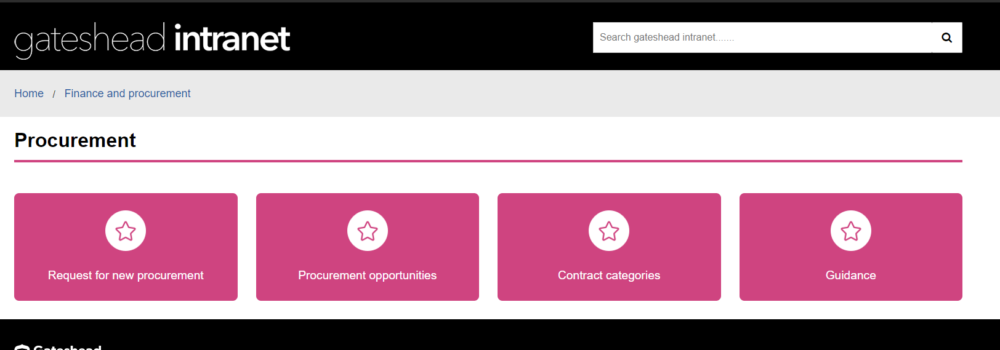 gateshead intranet
Search gateshead intranet.......
Home / Finance and procurement
Procurement
Request for new procurement
Procurement opportunities
Contract categories
Guidance
Gateshead